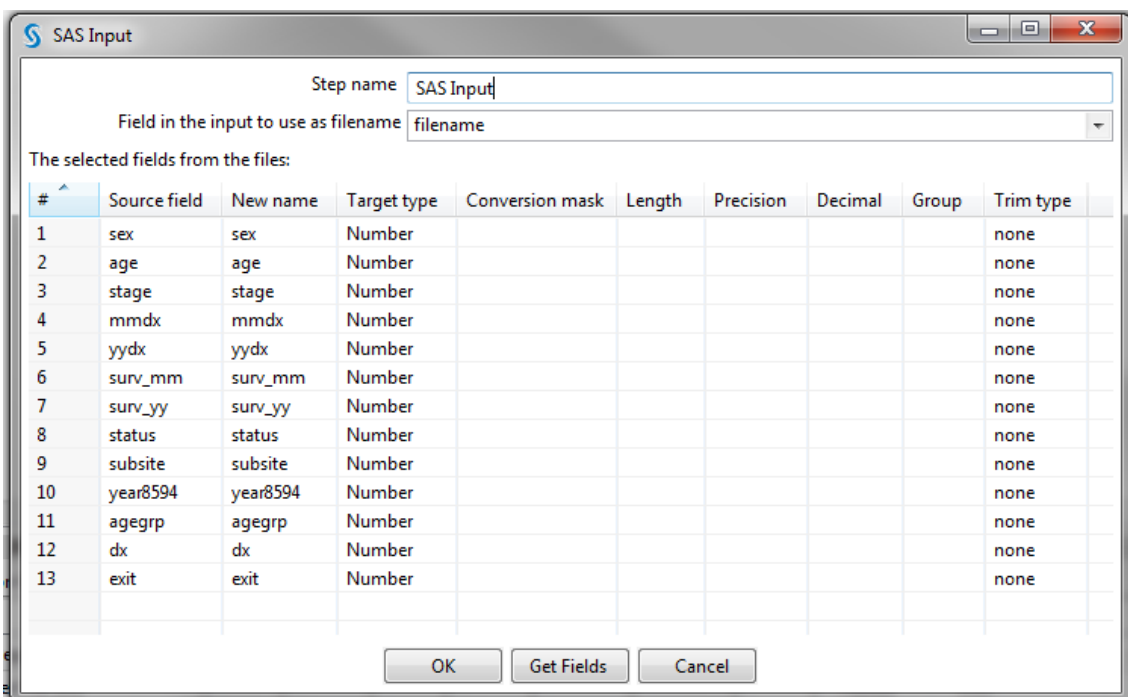 SAS Input
Step name SAS Input
Field in the input to use as filename filename
The selected fields from the files:
# Source field New name Target type Conversion mask Length Precision Decimal Group Trim type
1 sex sex Number none
2 age age Number none
3 stage stage Number none
4 mmdx mmdx Number none
5 yydx yydx Number none
6 surv_mm surv_mm Number none
7 surv_yy surv_yy Number none
8 status status Number none
9 subsite subsite Number none
10 year8594 year8594 Number none
11 agegrp agegrp Number none
12 dx dx Number none
13 exit exit Number none
OK Get Fields Cancel